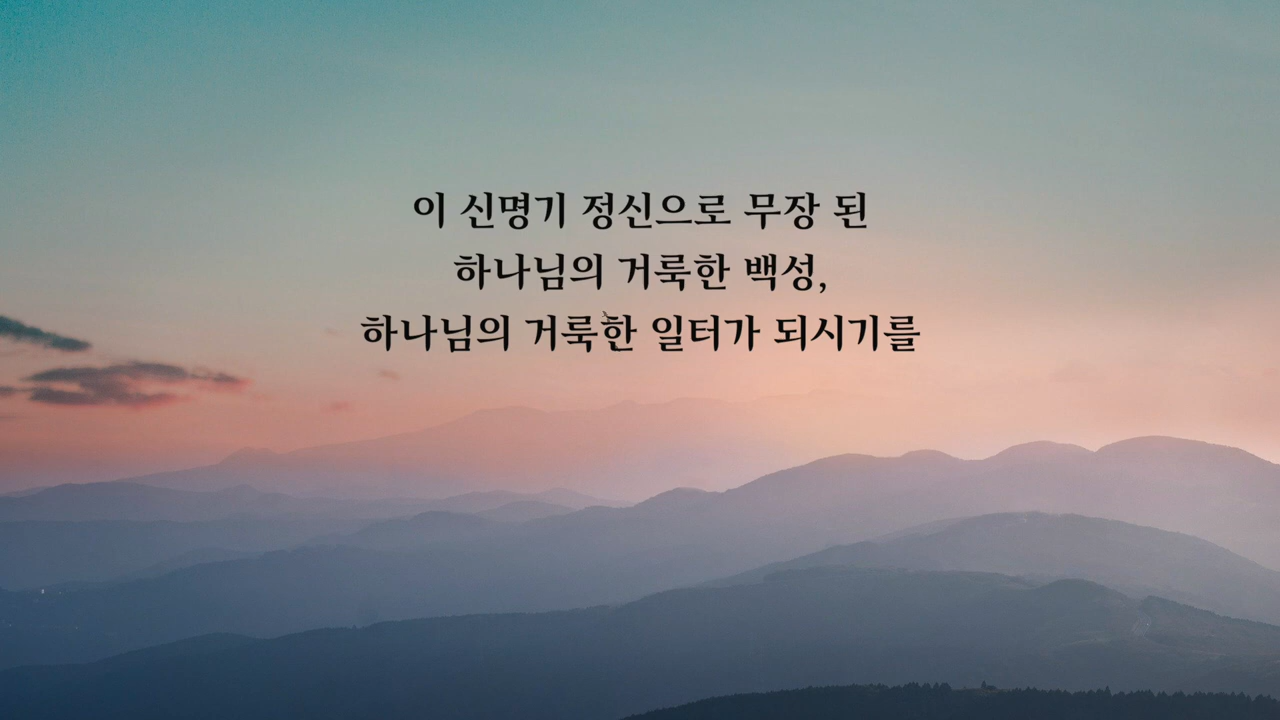 이 신명기 정신으로 무장 된
하나님의 거룩한 백성,
하나님의 거룩한 일터가 되시기를